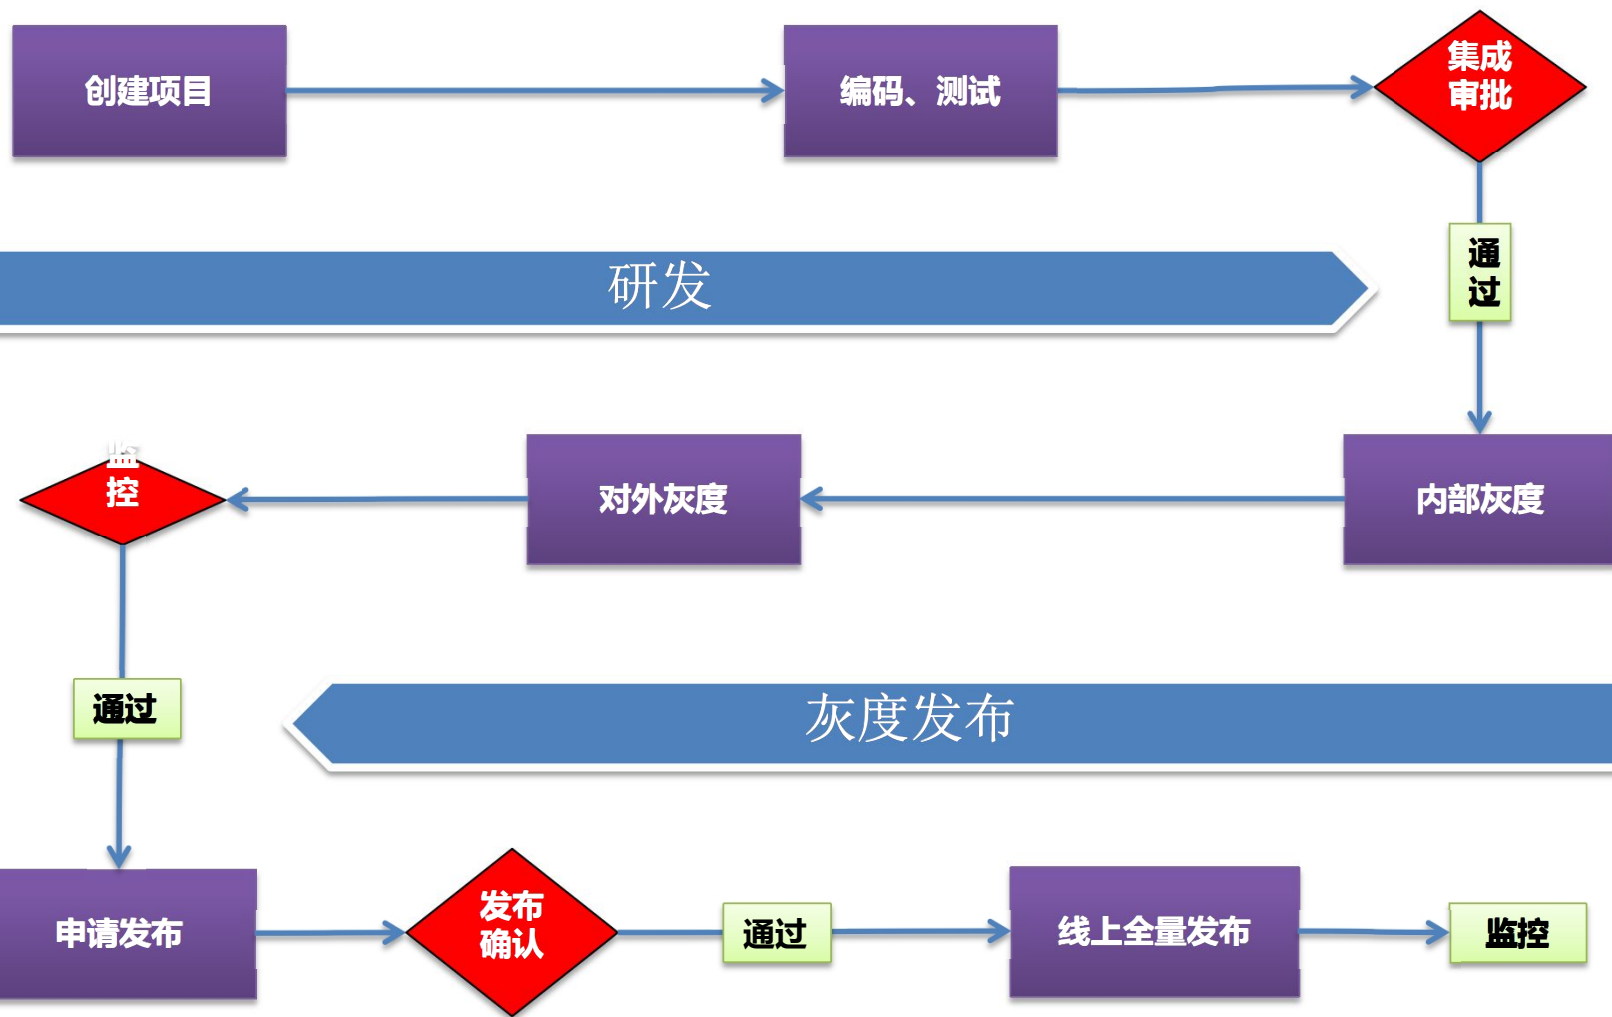 创建项目
编码、测试
集成
审批
研发
通
过
监
控
对外灰度
内部灰度
通过
灰度发布
申请发布
发布
确认
通过
线上全量发布
监控